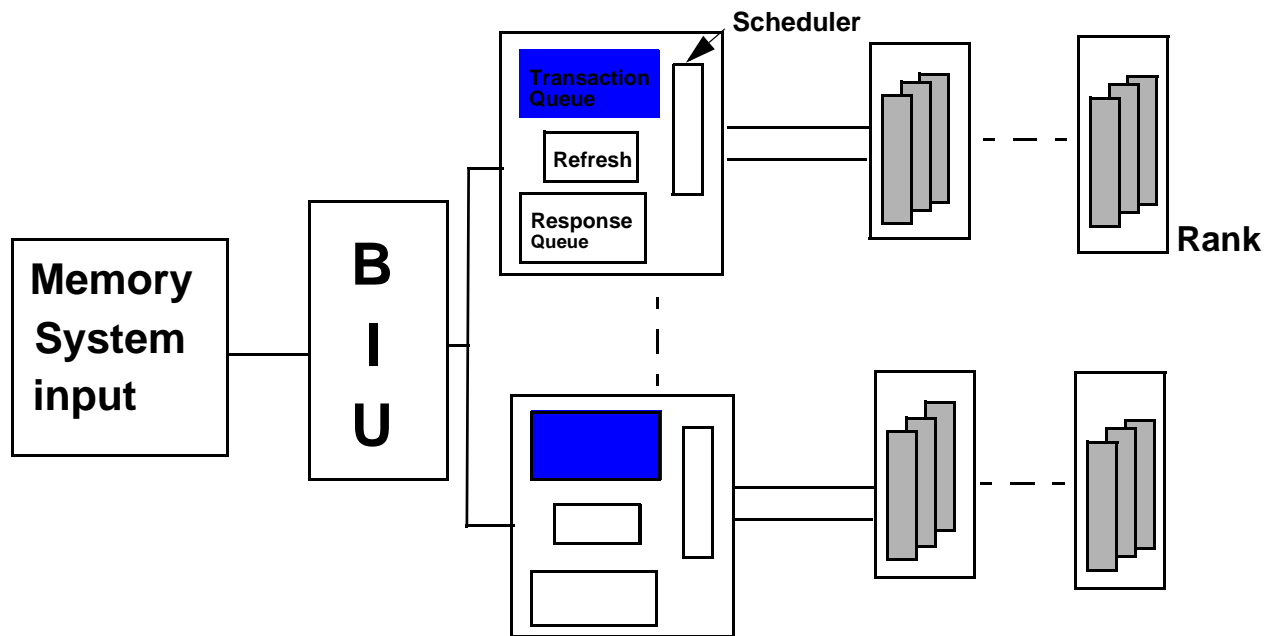 Scheduler
Transaction
Queue
Refresh
Response
Queue
Rank
Memory
System
input
B
I
U